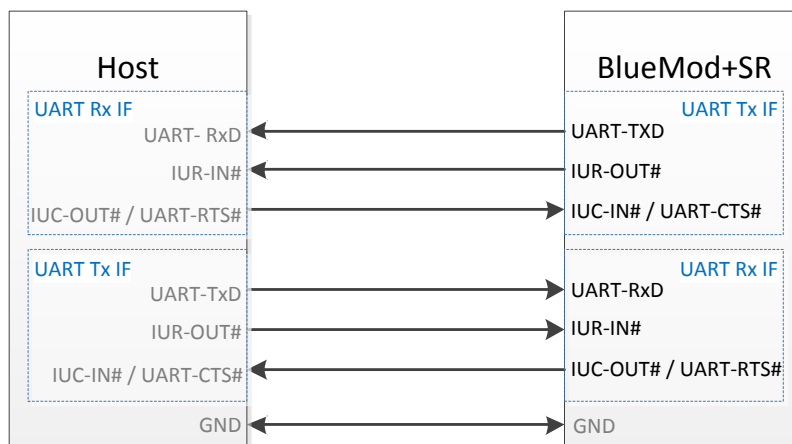 Host
BlueMod+SR
UART Rx IF
UART Tx IF
UART- RxD
UART-TXD
IUR-IN#
IUR-OUT#
IUC-OUT# / UART-RTS#
IUC-IN# / UART-CTS#
UART Tx IF
UART Rx IF
UART-TxD
UART-RxD
IUR-OUT#
IUR-IN#
IUC-IN# / UART-CTS#
IUC-OUT# / UART-RTS#
GND
GND